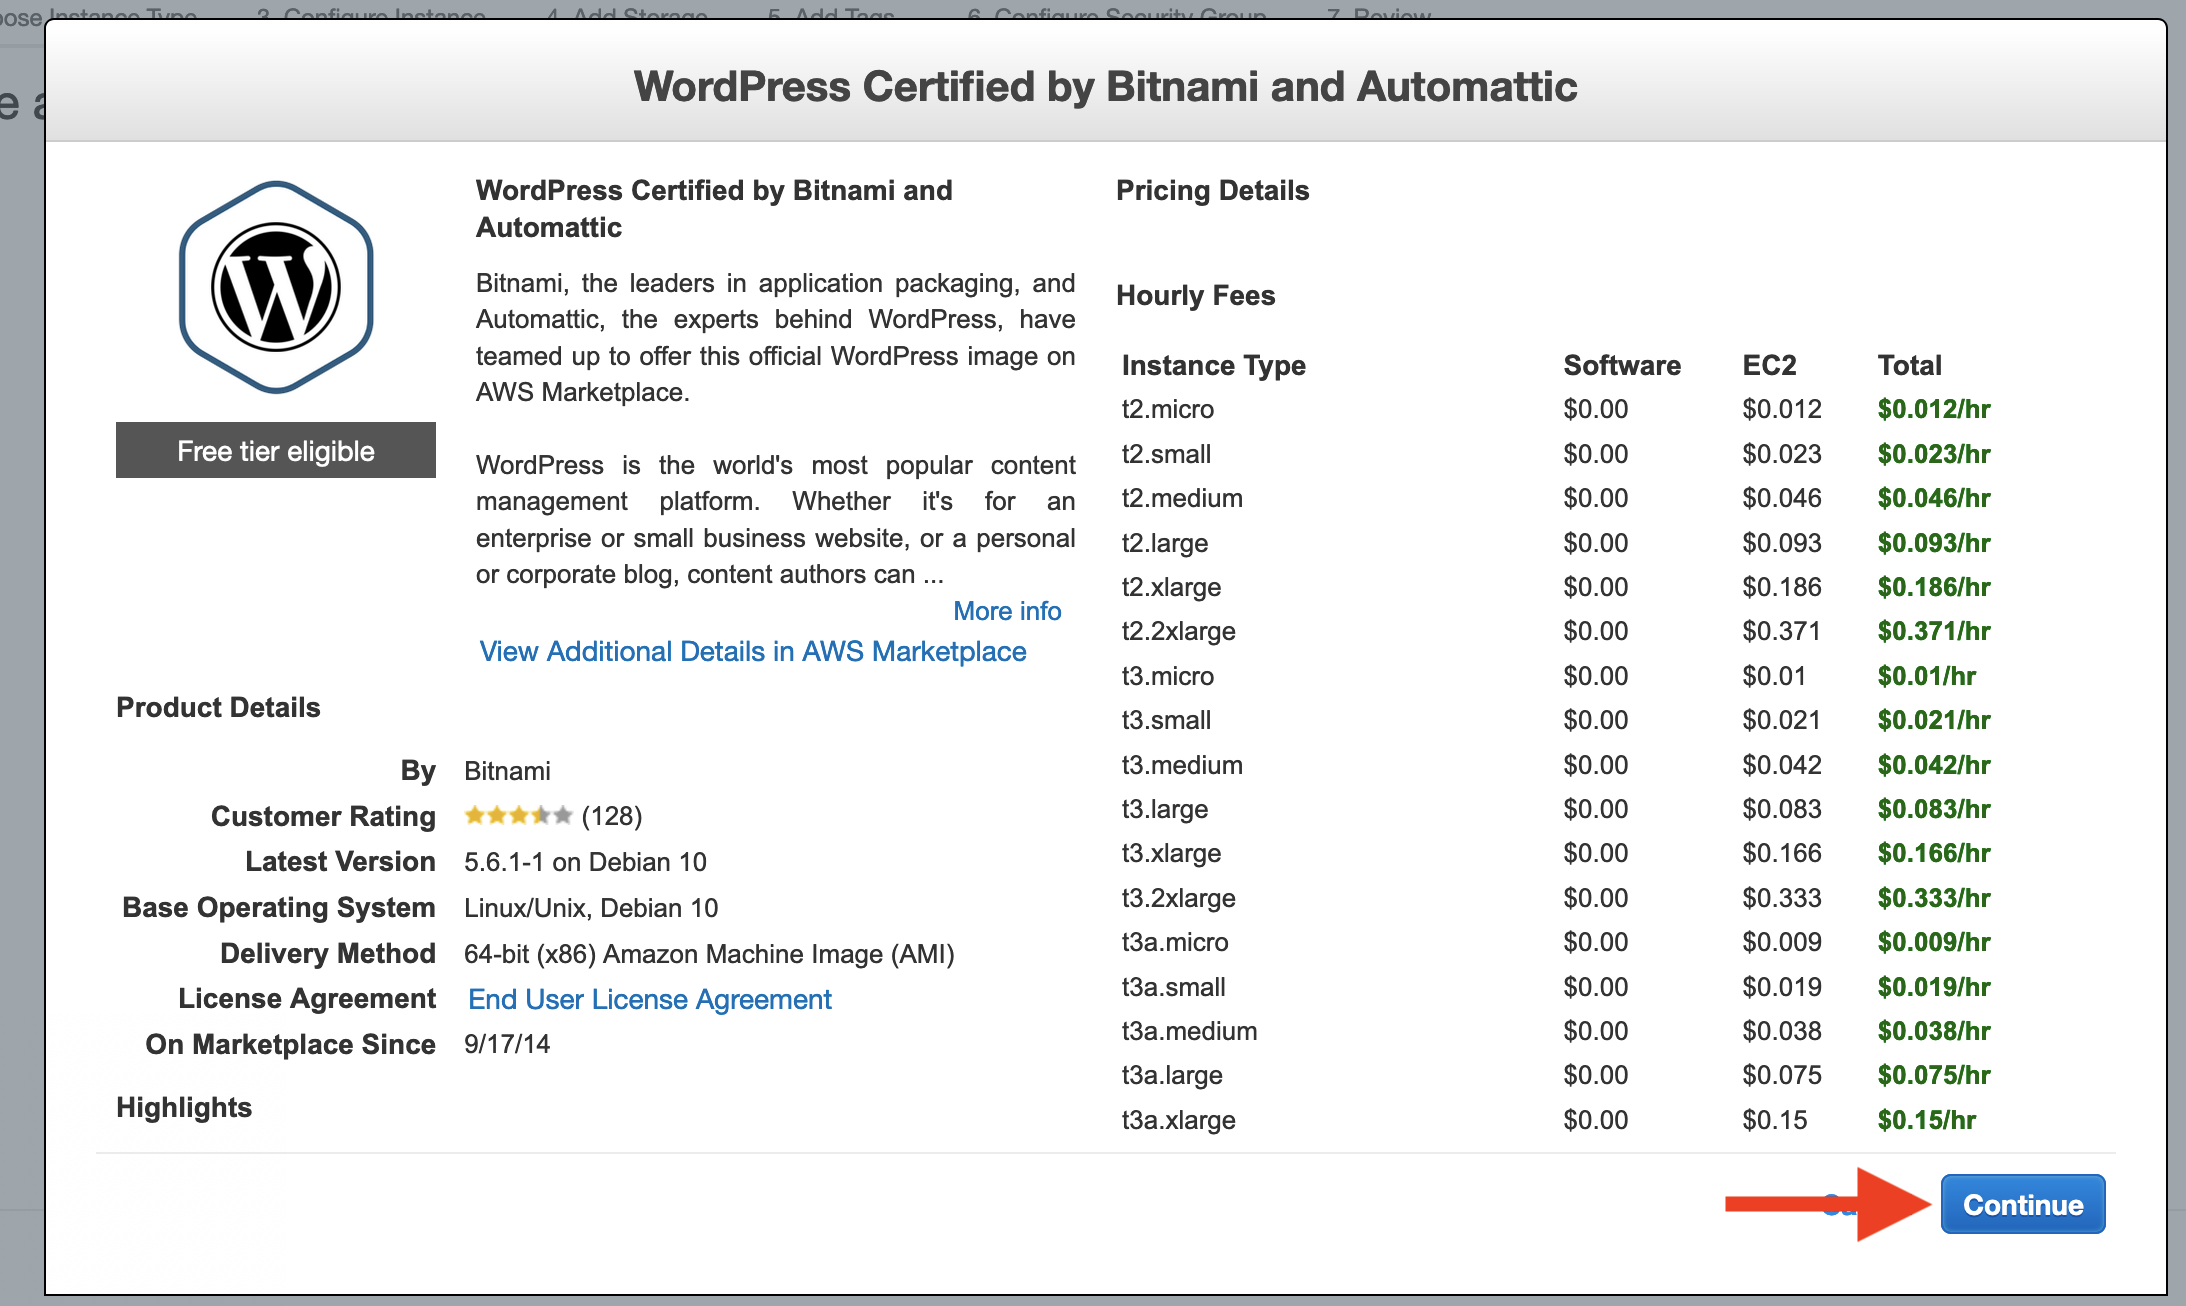 Instance Type 3. Configure Instance 4. Add Storage 5. Add Tags 6. Configure Security Group 7. Review
WordPress Certified by Bitnami and Automattic
Free tier eligible
WordPress Certified by Bitnami and
Automattic
Bitnami, the leaders in application packaging, and
Automattic, the experts behind WordPress, have
teamed up to offer this official WordPress image on
AWS Marketplace.
WordPress is the world's most popular content
management platform. Whether it's for an
enterprise or small business website, or a personal
or corporate blog, content authors can ...
More info
View Additional Details in AWS Marketplace
Product Details
By Bitnami
Customer Rating (128)
Latest Version 5.6.1-1 on Debian 10
Base Operating System Linux/Unix, Debian 10
Delivery Method 64-bit (x86) Amazon Machine Image (AMI)
License Agreement End User License Agreement
On Marketplace Since 9/17/14
Highlights
Pricing Details
Hourly Fees
Instance Type Software EC2 Total
t2.micro $0.00 $0.012 $0.012/hr
t2.small $0.00 $0.023 $0.023/hr
t2.medium $0.00 $0.046 $0.046/hr
t2.large $0.00 $0.093 $0.093/hr
t2.xlarge $0.00 $0.186 $0.186/hr
t2.2xlarge $0.00 $0.371 $0.371/hr
t3.micro $0.00 $0.01 $0.01/hr
t3.small $0.00 $0.021 $0.021/hr
t3.medium $0.00 $0.042 $0.042/hr
t3.large $0.00 $0.083 $0.083/hr
t3.xlarge $0.00 $0.166 $0.166/hr
t3.2xlarge $0.00 $0.333 $0.333/hr
t3a.micro $0.00 $0.009 $0.009/hr
t3a.small $0.00 $0.019 $0.019/hr
t3a.medium $0.00 $0.038 $0.038/hr
t3a.large $0.00 $0.075 $0.075/hr
t3a.xlarge $0.00 $0.15 $0.15/hr
Continue